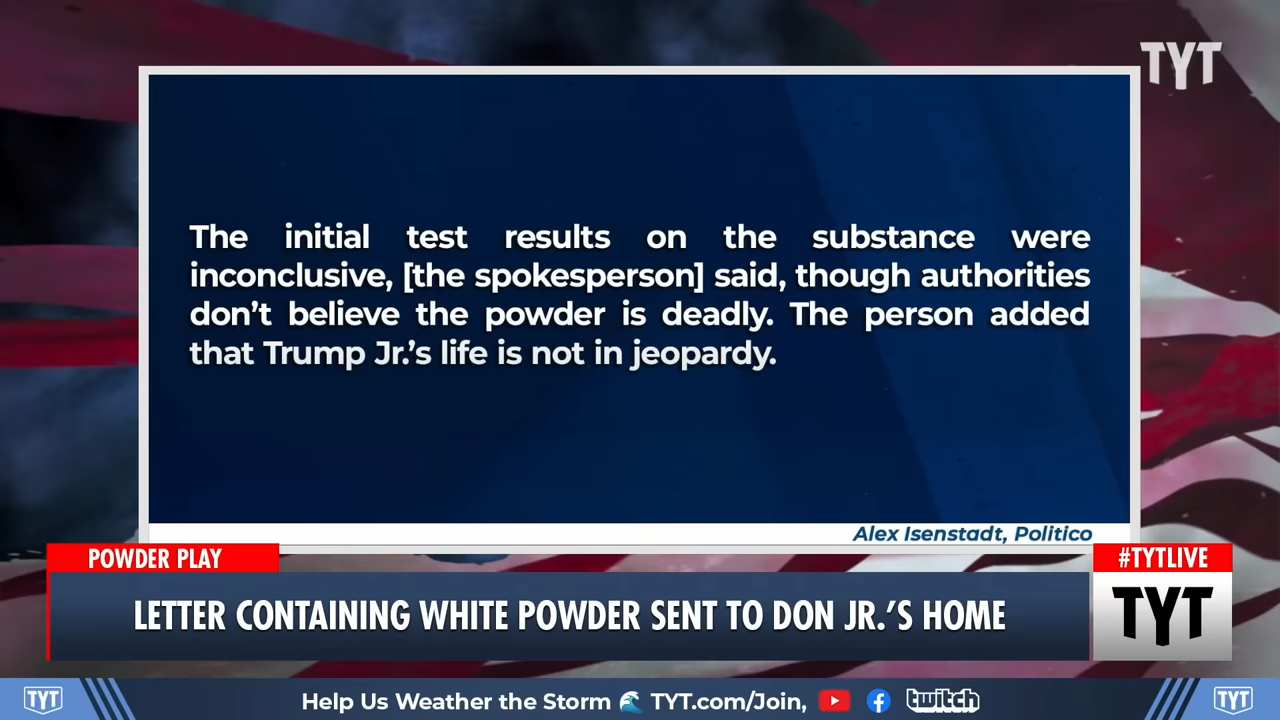 TYT
The initial test results on the substance were
inconclusive, [the spokesperson] said, though authorities
don't believe the powder is deadly. The person added
that Trump Jr.'s life is not in jeopardy.
Alex Isenstadt, Politico
POWDER PLAY
#TYTLIVE
LETTER CONTAINING WHITE POWDER SENT TO DON JR.'S HOME
TYT
TYT
Help Us Weather the Storm 🌊 TYT.com/Join,
twitch
TYT